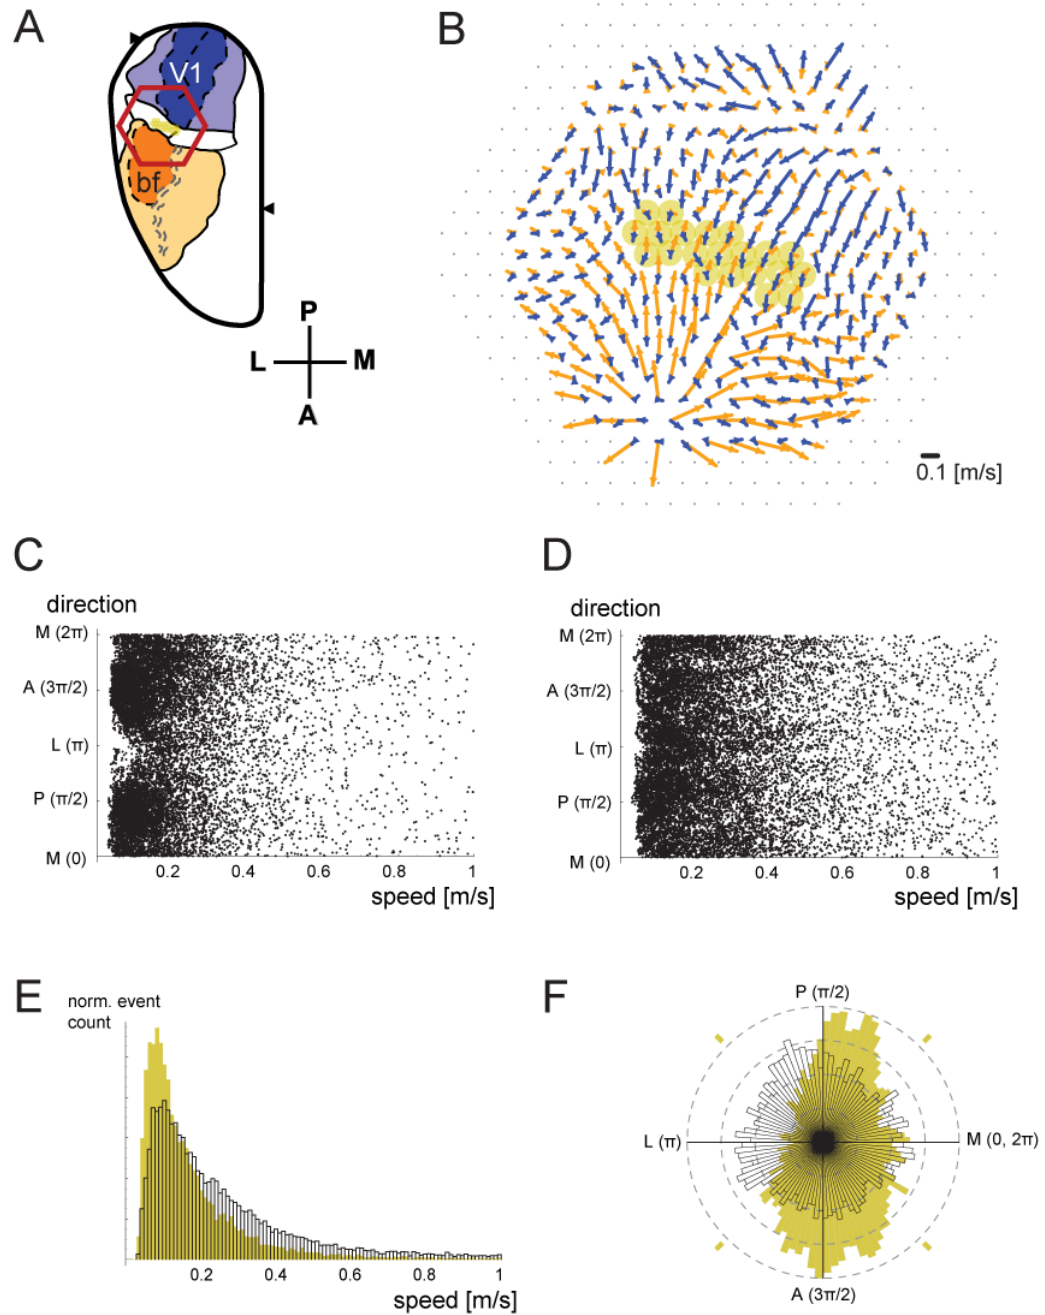 A
V1
bf
P
L
M
A
B
0.1 [m/s]
C
direction
M (2π)
A (3π/2)
L (π)
P (π/2)
M (0)
0.2
0.4
0.6
0.8
1
speed [m/s]
D
direction
M (2π)
A (3π/2)
L (π)
P (π/2)
M (0)
0.2
0.4
0.6
0.8
1
speed [m/s]
E
norm. event
count
0.2
0.4
0.6
0.8
1
speed [m/s]
F
P (π/2)
L (π)
M (0, 2π)
A (3π/2)